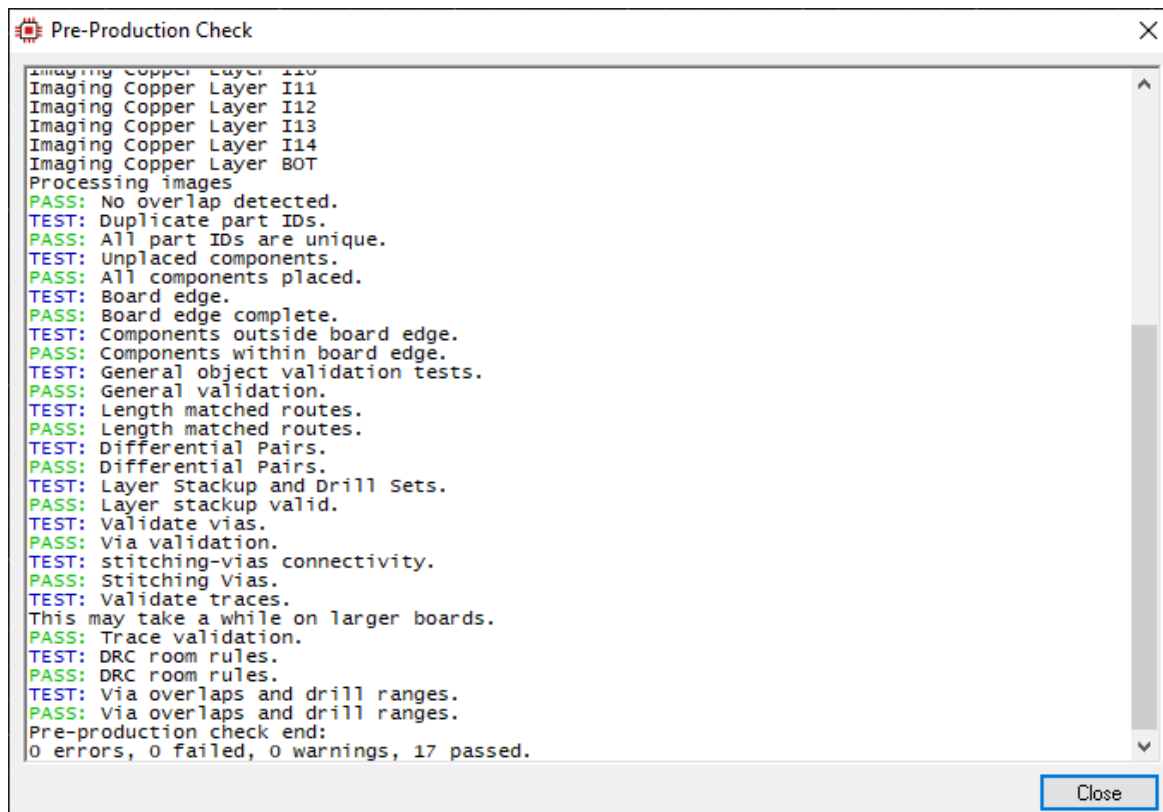 Pre-Production Check
Imaging Copper Layer I10
Imaging Copper Layer I11
Imaging Copper Layer I12
Imaging Copper Layer I13
Imaging Copper Layer I14
Imaging Copper Layer BOT
Processing images
PASS: No overlap detected.
TEST: Duplicate part IDs.
PASS: All part IDs are unique.
TEST: Unplaced components.
PASS: All components placed.
TEST: Board edge.
PASS: Board edge complete.
TEST: Components outside board edge.
PASS: Components within board edge.
TEST: General object validation tests.
PASS: General validation.
TEST: Length matched routes.
PASS: Length matched routes.
TEST: Differential Pairs.
PASS: Differential Pairs.
TEST: Layer Stackup and Drill Sets.
PASS: Layer stackup valid.
TEST: Validate vias.
PASS: Via validation.
TEST: stitching-vias connectivity.
PASS: Stitching Vias.
TEST: Validate traces.
This may take a while on larger boards.
PASS: Trace validation.
TEST: DRC room rules.
PASS: DRC room rules.
TEST: Via overlaps and drill ranges.
PASS: Via overlaps and drill ranges.
Pre-production check end:
0 errors, 0 failed, 0 warnings, 17 passed.
Close